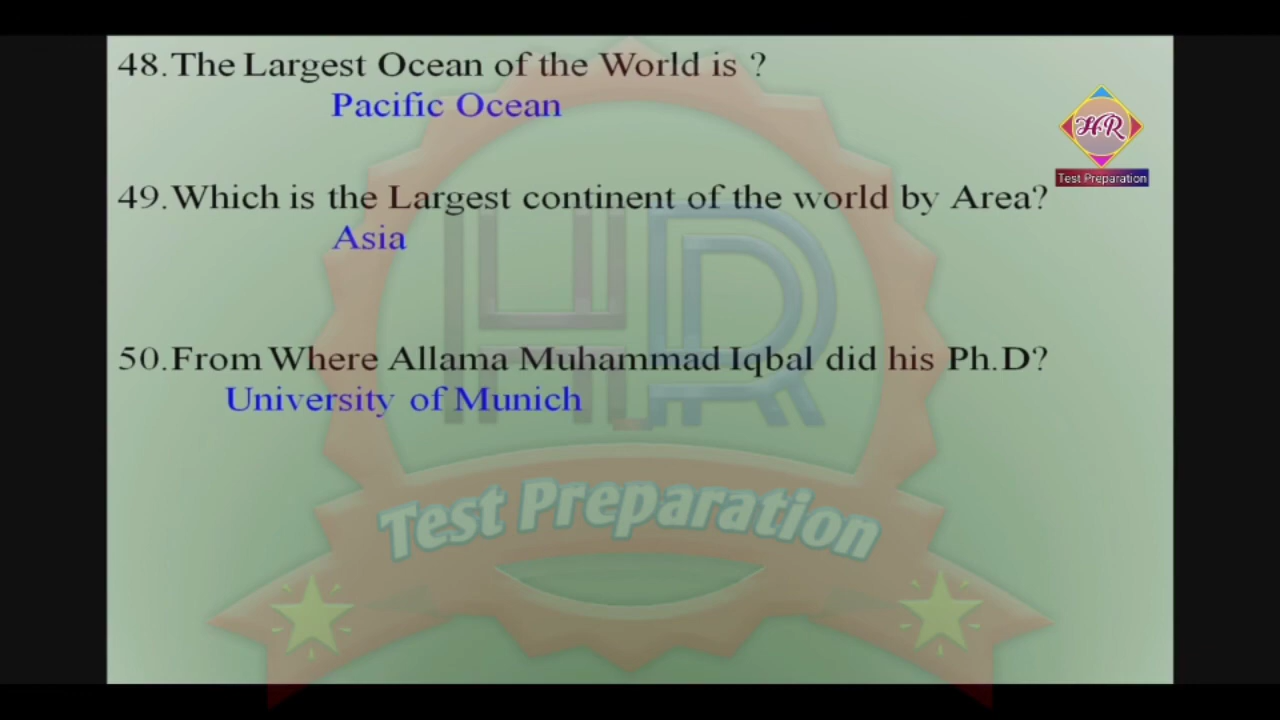 48.The Largest Ocean of the World is ?
Pacific Ocean
HR
Test Preparation
49.Which is the Largest continent of the world by Area?
Asia
HR
50.From Where Allama Muhammad Iqbal did his Ph.D?
University of Munich
Test Preparation